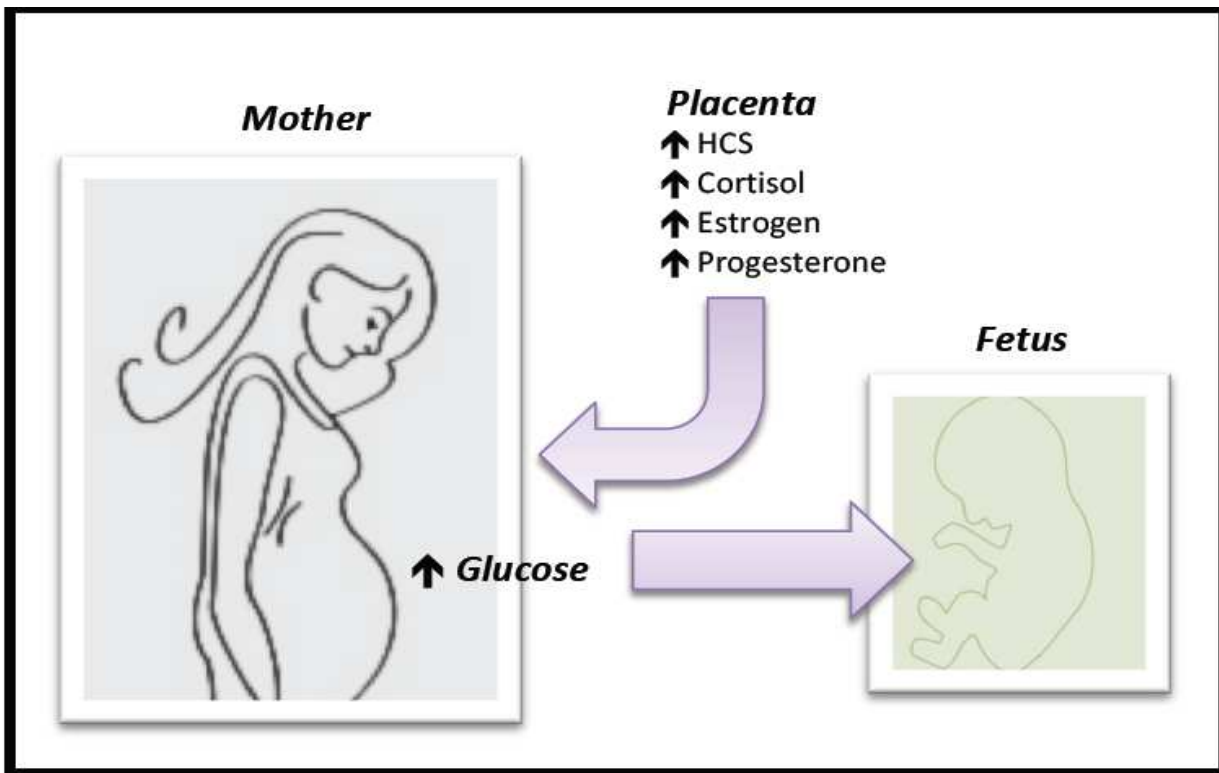 Mother
Placenta
↑ HCS
↑ Cortisol
↑ Estrogen
↑ Progesterone
Fetus
↑ Glucose